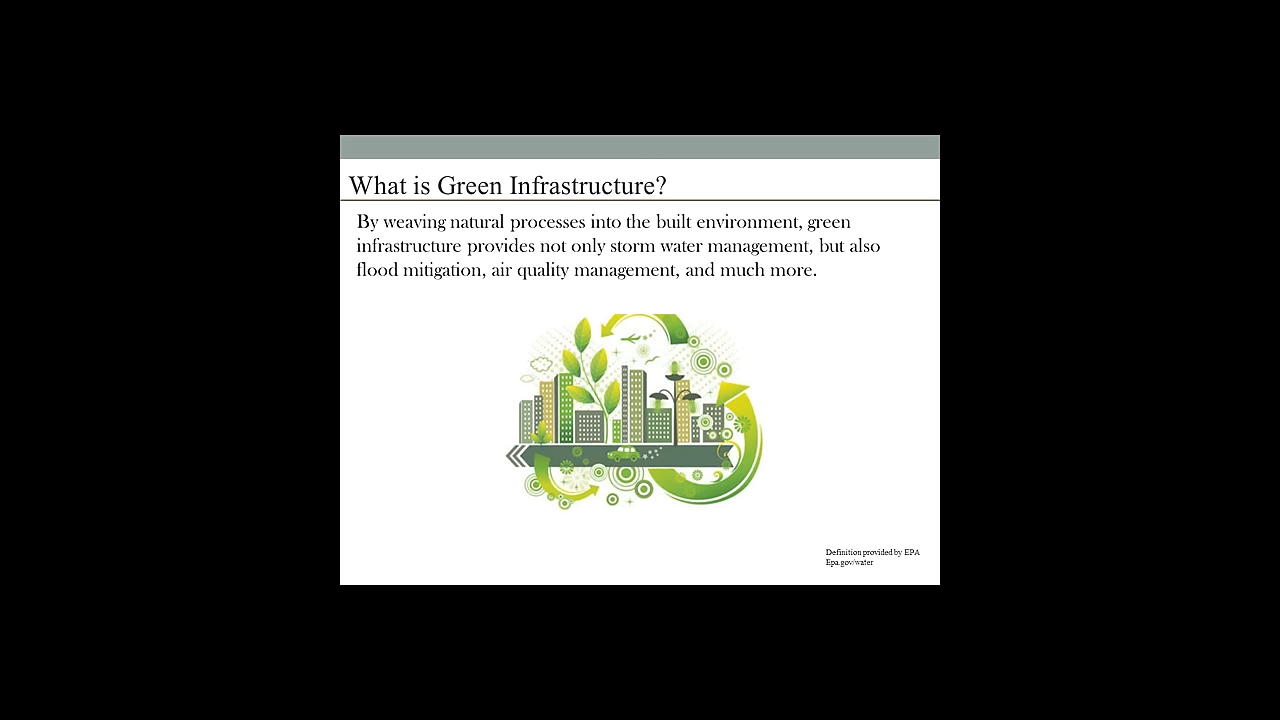 What is Green Infrastructure?
By weaving natural processes into the built environment, green
infrastructure provides not only storm water management, but also
flood mitigation, air quality management, and much more.
Definition provided by EPA
Epa.gov/water